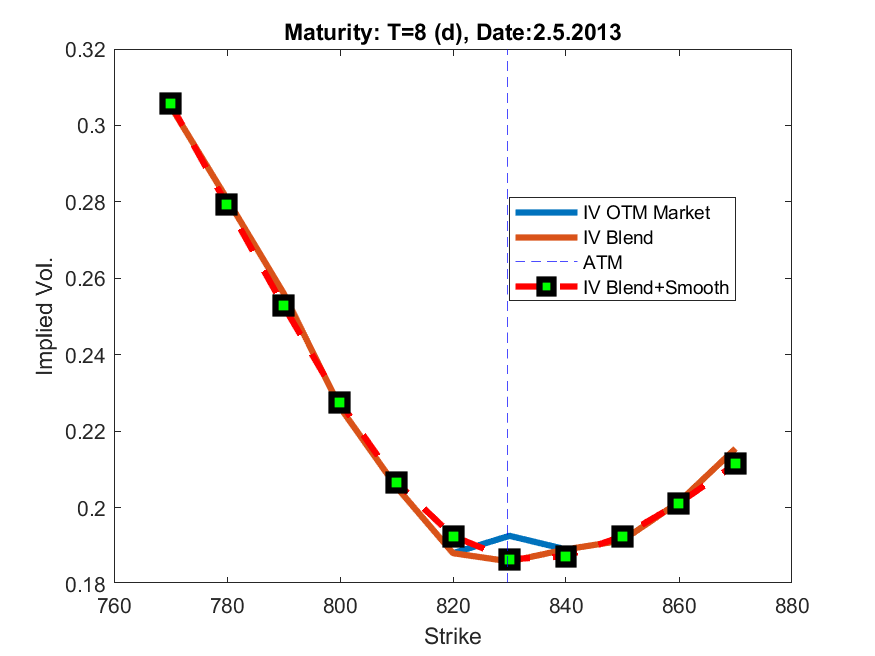 Maturity: T=8 (d), Date:2.5.2013
0.32
0.3
0.28
0.26
0.24
0.22
0.2
0.18
Implied Vol.
IV OTM Market
IV Blend
ATM
IV Blend+Smooth
760
780
800
820
840
860
880
Strike